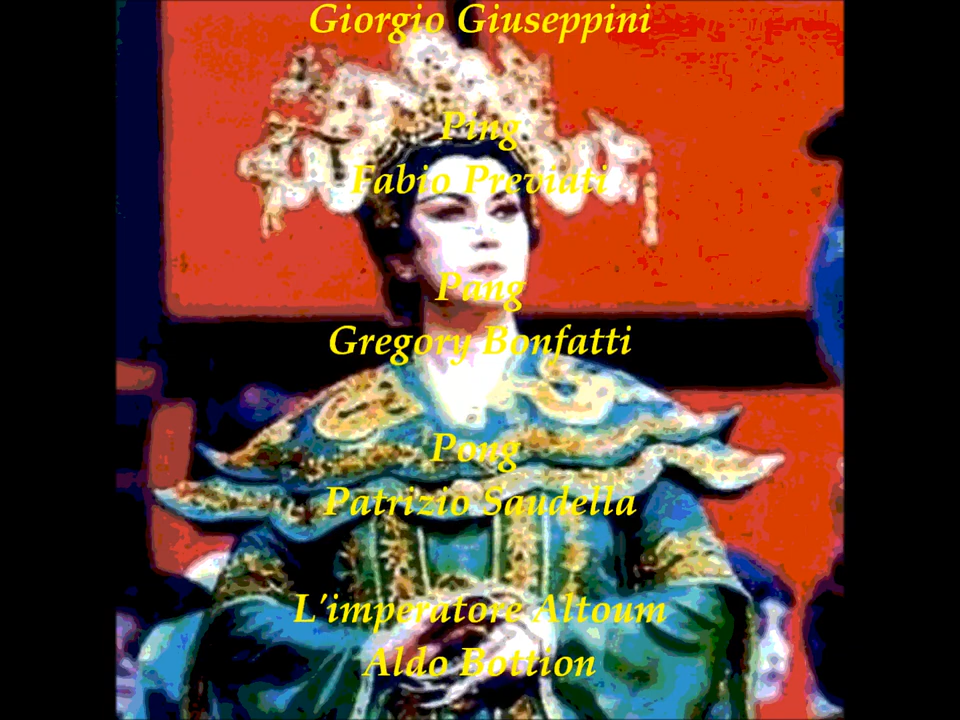 Giorgio Giuseppini
Ping
Fabio Previati
Pang
Gregory Bonfatti
Pong
Patrizio Saudella
L'imperatore Altoum
Aldo Bottion